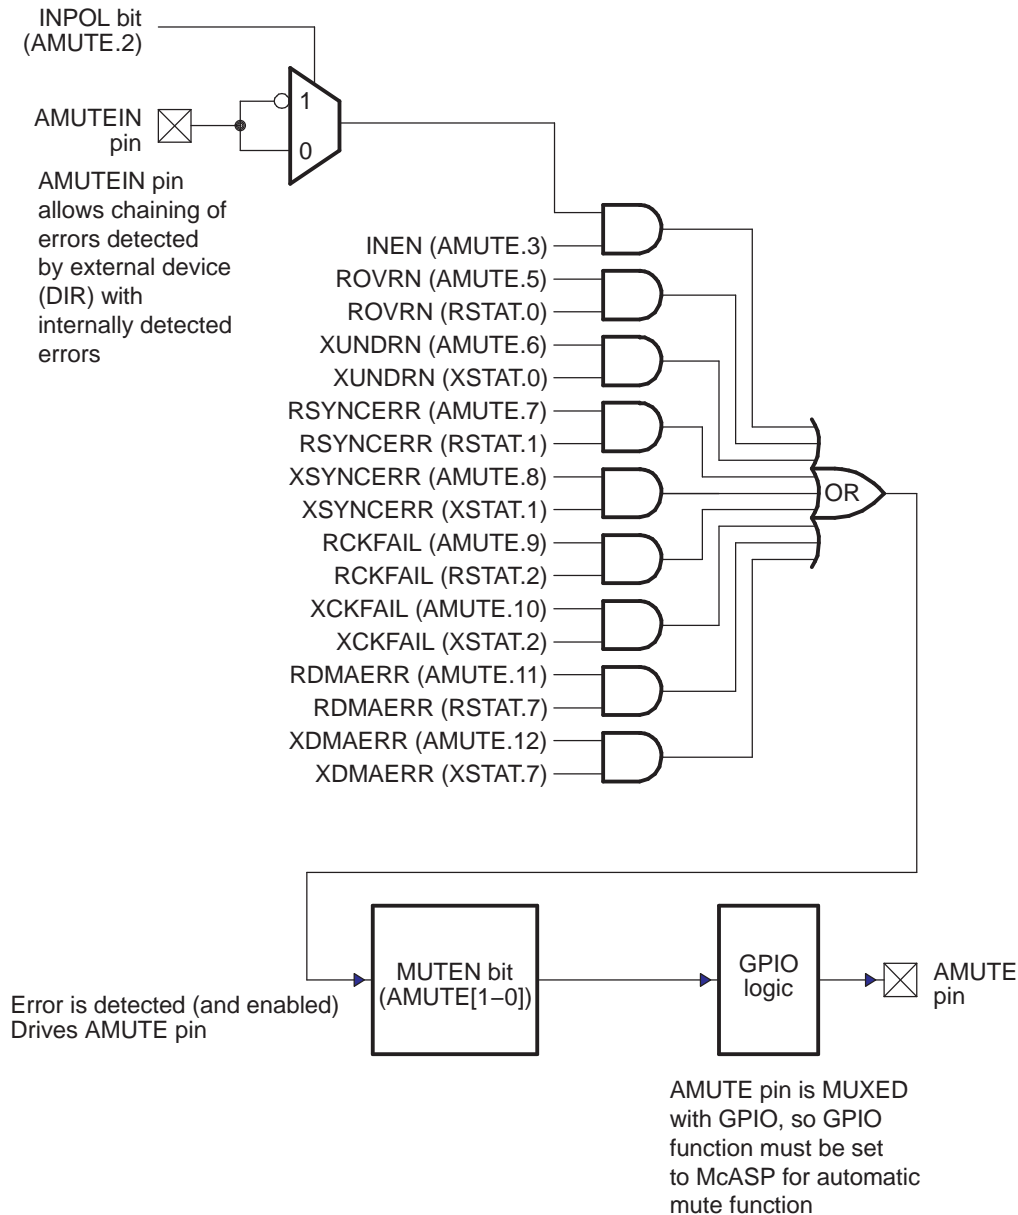 INPOL bit
(AMUTE.2)
1
AMUTEIN
pin
0
AMUTEIN pin
allows chaining of
errors detected
by external device
(DIR) with
internally detected
errors
INEN (AMUTE.3)
ROVRN (AMUTE.5)
ROVRN (RSTAT.0)
XUNDRN (AMUTE.6)
XUNDRN (XSTAT.0)
RSYNCERR (AMUTE.7)
RSYNCERR (RSTAT.1)
XSYNCERR (AMUTE.8)
XSYNCERR (XSTAT.1)
OR
RCKFAIL (AMUTE.9)
RCKFAIL (RSTAT.2)
XCKFAIL (AMUTE.10)
XCKFAIL (XSTAT.2)
RDMAERR (AMUTE.11)
RDMAERR (RSTAT.7)
XDMAERR (AMUTE.12)
XDMAERR (XSTAT.7)
Error is detected (and enabled)
Drives AMUTE pin
MUTEN bit
(AMUTE[1–0])
GPIO
logic
AMUTE
pin
AMUTE pin is MUXED
with GPIO, so GPIO
function must be set
to McASP for automatic
mute function